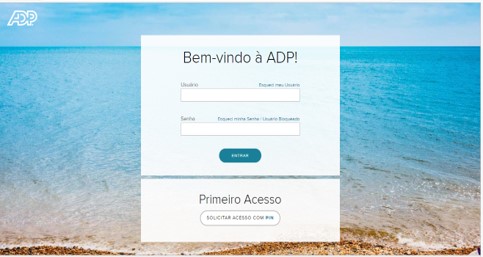 ADP
Bem-vindo à ADP!
Usuário
Esqueci meu Usuário
Senha
Esqueci minha Senha / Usuário Bloqueado
ENTRAR
Primeiro Acesso
SOLICITAR ACESSO COM PIN